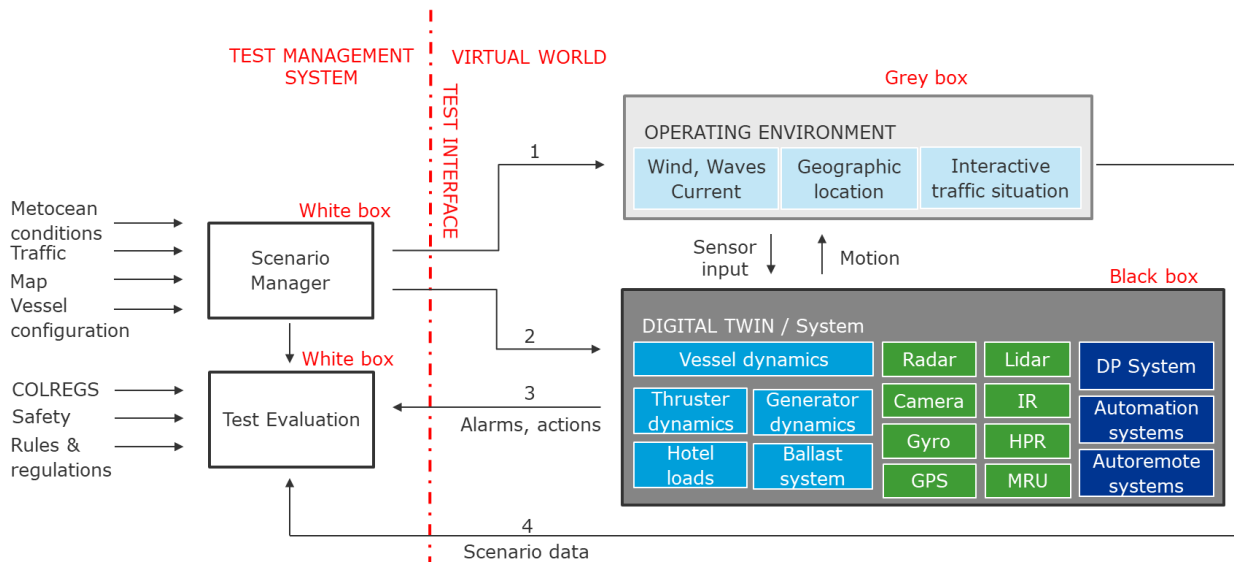 TEST MANAGEMENT
SYSTEM
VIRTUAL WORLD
TEST INTERFACE
Grey box
OPERATING ENVIRONMENT
Wind, Waves
Current
Geographic
location
Interactive
traffic situation
1
Metocean
conditions
Traffic
Map
Vessel
configuration
White box
Scenario
Manager
Sensor
input
Motion
Black box
2
DIGITAL TWIN / System
Vessel dynamics
Thruster
dynamics
Generator
dynamics
Hotel
loads
Ballast
system
Radar
Lidar
Camera
IR
Gyro
HPR
GPS
MRU
DP System
Automation
systems
Autoremote
systems
White box
COLREGS
Safety
Rules &
regulations
Test Evaluation
3
Alarms, actions
4
Scenario data